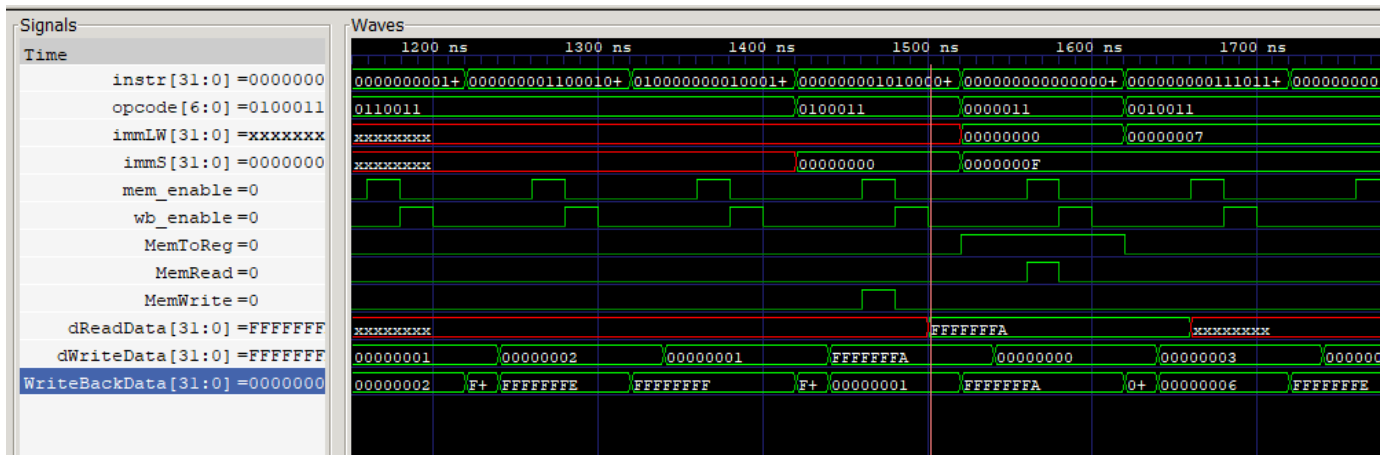 Signals
Waves
Time
1200 ns 1300 ns 1400 ns 1500 ns 1600 ns 1700 ns
instr[31:0] =0000000 0000000001+ 0000000001100010+ 010000000010001+ 000000001010000+ 0000000000000000+ 000000000111011+ 000000000
opcode[6:0] =0100011 0110011 0100011 0000011 0010011
immLW[31:0] =xxxxxxx xxxxxxxx 00000000 00000007
immS[31:0] =0000000 xxxxxxxx 00000000 0000000F
mem_enable =0
wb_enable =0
MemToReg =0
MemRead =0
MemWrite =0
dReadData[31:0] =FFFFFFF xxxxxxxx FFFFFFFA xxxxxxxx
dWriteData[31:0] =FFFFFFF 00000001 00000002 00000001 FFFFFFFA 00000000 00000003 000000
WriteBackData[31:0] =0000000 00000002 F+ FFFFFFFE FFFFFFFF F+ 00000001 FFFFFFFA 0+ 00000006 FFFFFFFE